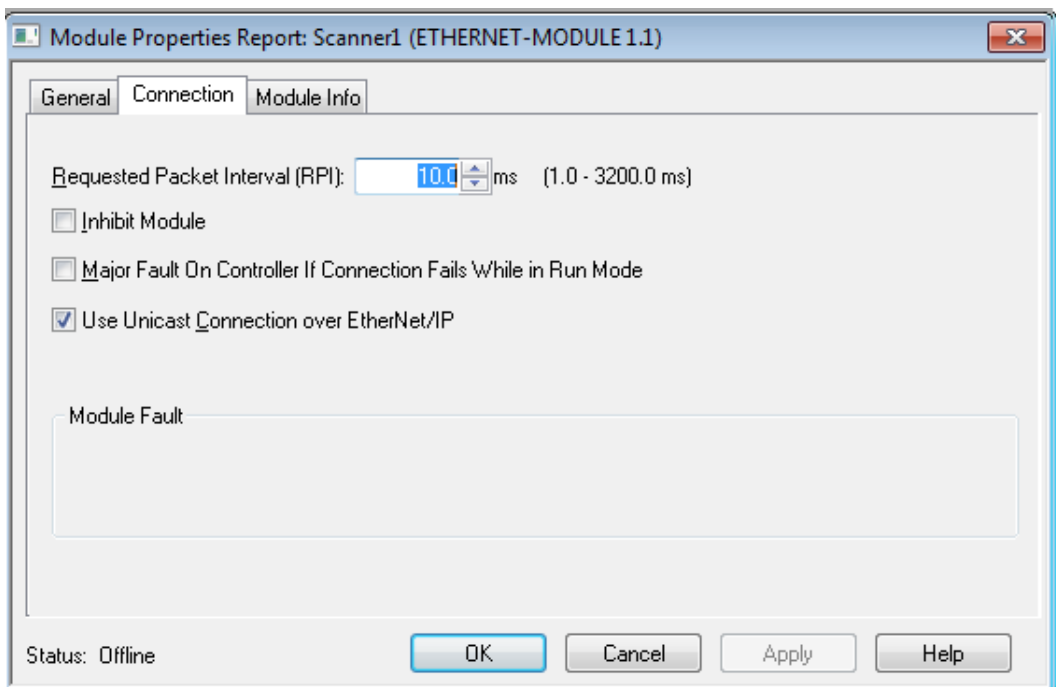 Module Properties Report: Scanner1 (ETHERNET-MODULE 1.1)
General Connection Module Info
Requested Packet Interval (RPI): 10.0 ms (1.0 - 3200.0 ms)
Inhibit Module
Major Fault On Controller If Connection Fails While in Run Mode
Use Unicast Connection over EtherNet/IP
Module Fault
Status: Offline OK Cancel Apply Help